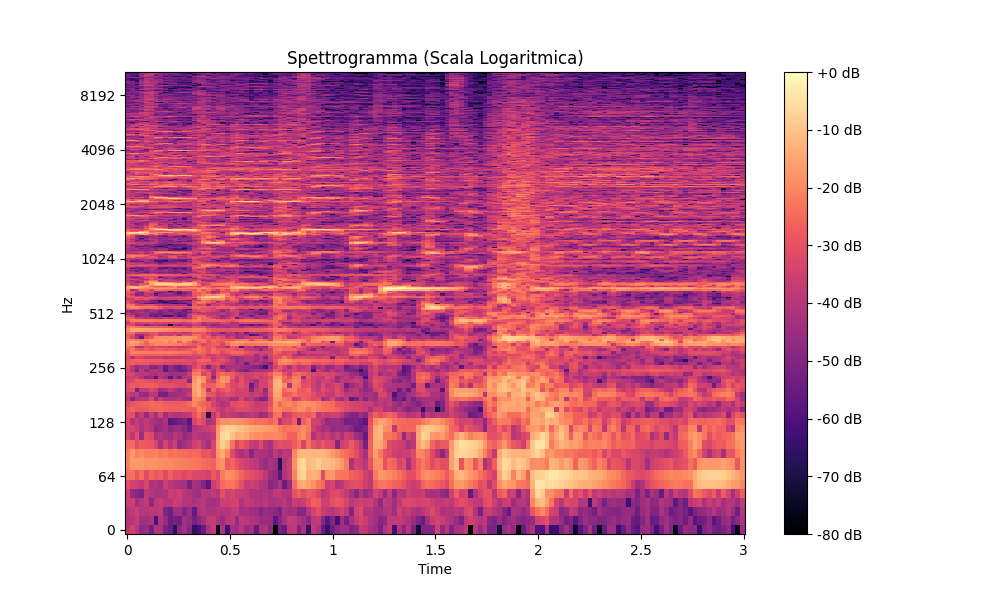 Spettrogramma (Scala Logaritmica)
Hz
8192
4096
2048
1024
512
256
128
64
0
0
0.5
1
1.5
2
2.5
3
Time
+0 dB
-10 dB
-20 dB
-30 dB
-40 dB
-50 dB
-60 dB
-70 dB
-80 dB